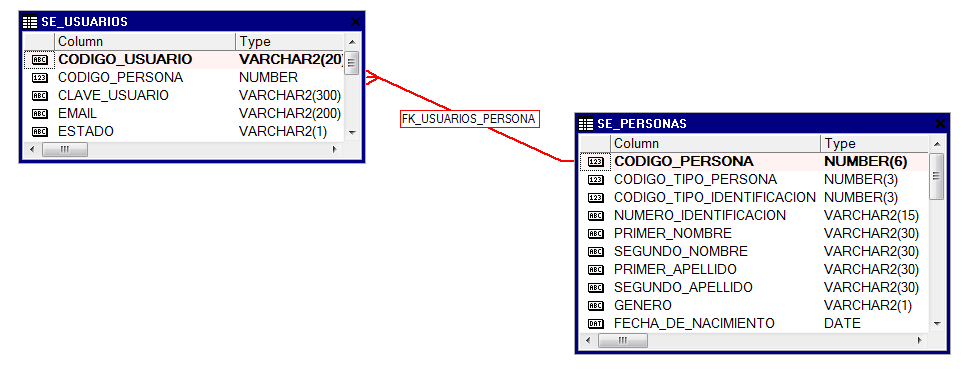 SE_USUARIOS
Column Type
CODIGO_USUARIO VARCHAR2(20)
CODIGO_PERSONA NUMBER
CLAVE_USUARIO VARCHAR2(300)
EMAIL VARCHAR2(200)
ESTADO VARCHAR2(1)
FK_USUARIOS_PERSONA
SE_PERSONAS
Column Type
CODIGO_PERSONA NUMBER(6)
CODIGO_TIPO_PERSONA NUMBER(3)
CODIGO_TIPO_IDENTIFICACION NUMBER(3)
NUMERO_IDENTIFICACION VARCHAR2(15)
PRIMER_NOMBRE VARCHAR2(30)
SEGUNDO_NOMBRE VARCHAR2(30)
PRIMER_APELLIDO VARCHAR2(30)
SEGUNDO_APELLIDO VARCHAR2(30)
GENERO VARCHAR2(1)
FECHA_DE_NACIMIENTO DATE